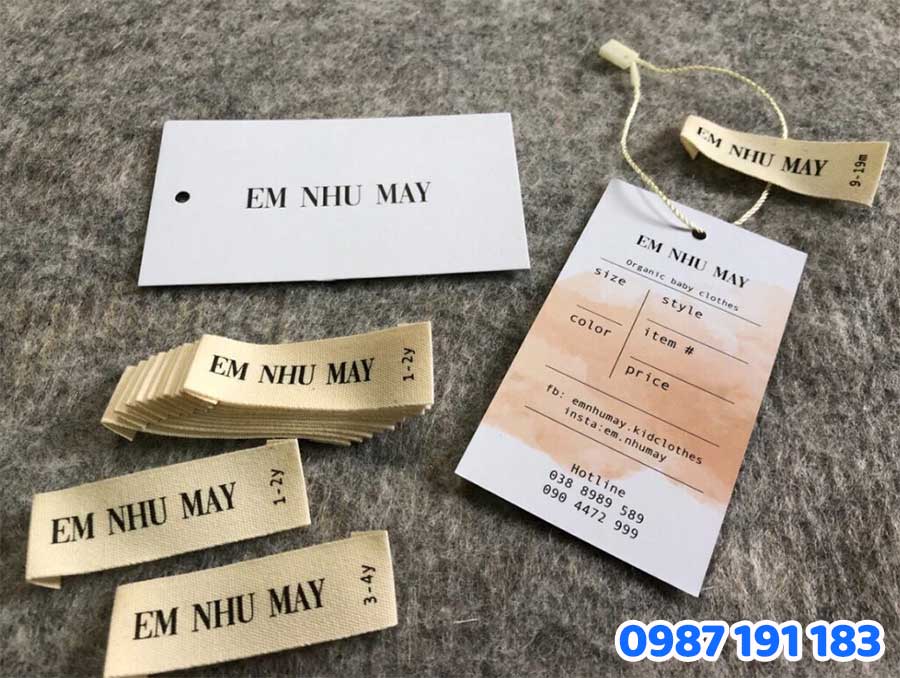 EM NHU MAY
EM NHU MAY
9-19m
EM NHU MAY
Organic baby clothes
size
style
color
item #
price
fb: emnhumay.kidclothes
insta:em.nhumay
Hotline
038 8989 589
090 4472 999
EM NHU MAY
1-2y
EM NHU MAY
1-2y
EM NHU MAY
3-4y
0987 191 183